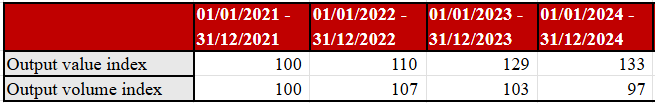 01/01/2021 - 01/01/2022 - 01/01/2023 - 01/01/2024 -
31/12/2021 31/12/2022 31/12/2023 31/12/2024
Output value index 100 110 129 133
Output volume index 100 107 103 97